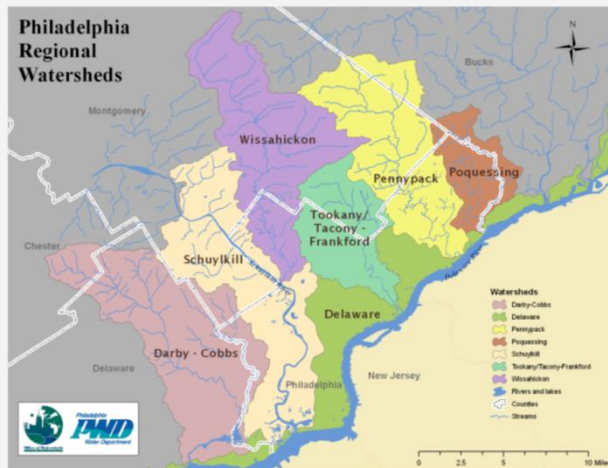 Philadelphia
Regional
Watersheds
N
Bucks
Montgomery
Wissahickon
Poquessing
Pennypack
Tookany/
Tacony -
Frankford
Chester
Schuylkill
Delaware
Darby - Cobbs
Delaware
Philadelphia
New Jersey
Watersheds
Darby-Cobbs
Delaware
Pennypack
Poquessing
Schuylkill
Tookany/Tacony-Frankford
Wissahickon
Rivers and lakes
Counties
Streams
Philadelphia
PWD
Water Department
0 2.5 5 10 Miles